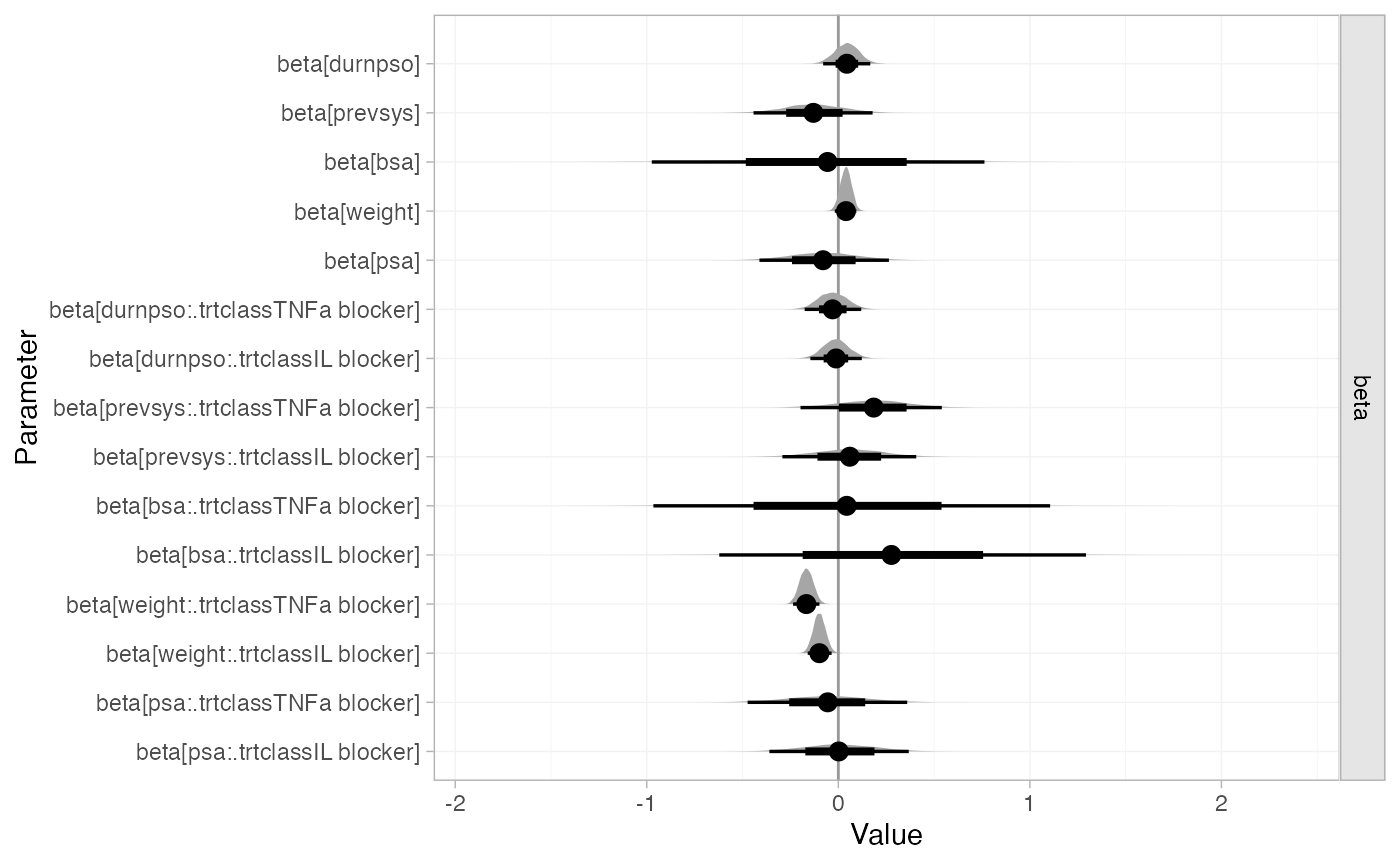 beta[durnpso]
beta[prevsys]
beta[bsa]
beta[weight]
beta[psa]
beta[durnpso:.trtclassTNFa blocker]
beta[durnpso:.trtclassIL blocker]
beta[prevsys:.trtclassTNFa blocker]
beta[prevsys:.trtclassIL blocker]
beta[bsa:.trtclassTNFa blocker]
beta[bsa:.trtclassIL blocker]
beta[weight:.trtclassTNFa blocker]
beta[weight:.trtclassIL blocker]
beta[psa:.trtclassTNFa blocker]
beta[psa:.trtclassIL blocker]
Parameter
beta
-2 -1 0 1 2
Value